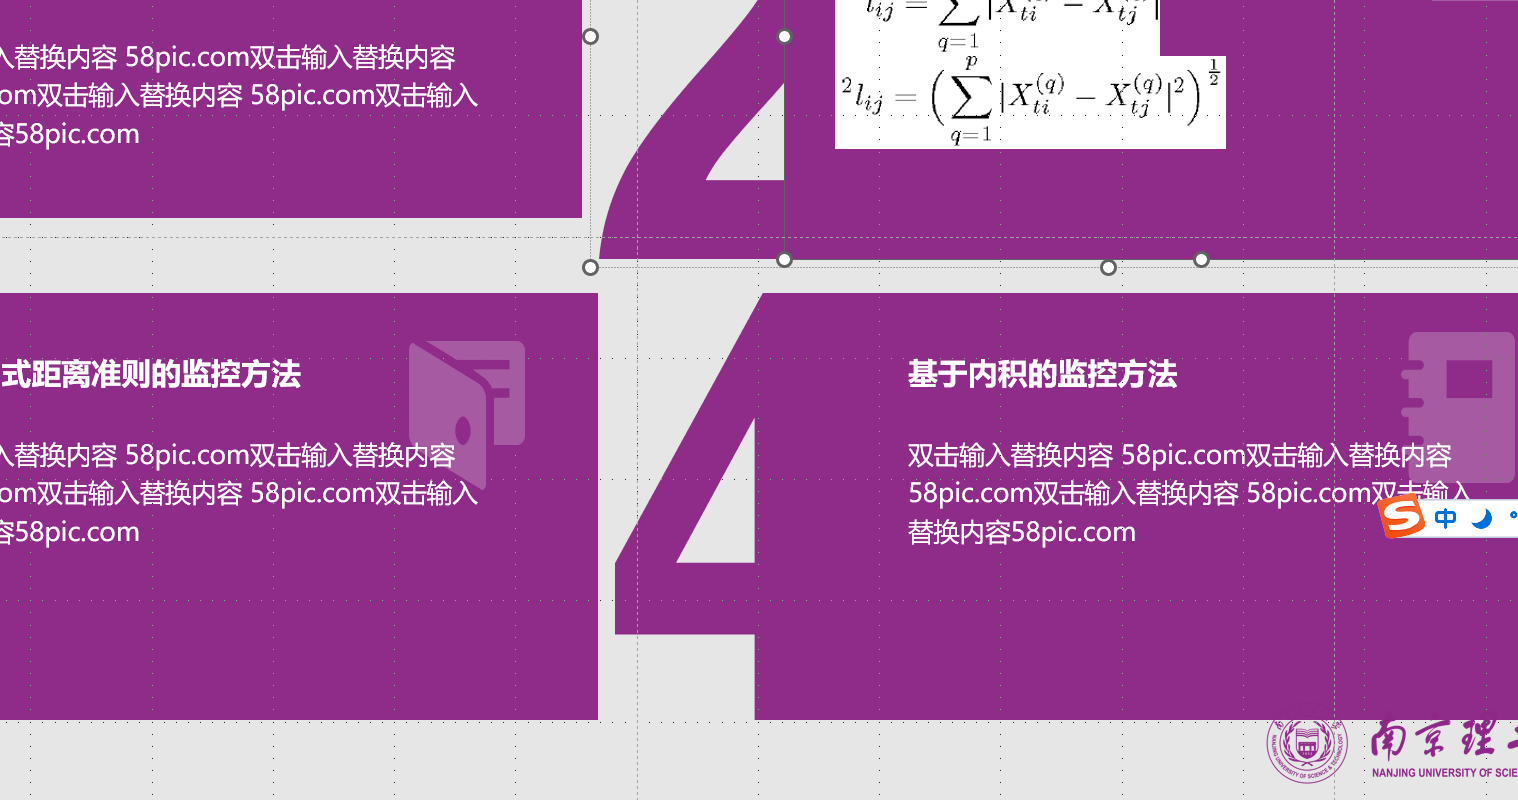 入替换内容 58pic.com双击输入替换内容
om双击输入替换内容 58pic.com双击输入
容58pic.com
l_{ij} = \sum_{q=1} |X_{ti} - X_{tj}|
^2l_{ij} = (\sum_{q=1}^{p} |X_{ti}^{(q)} - X_{tj}^{(q)}|^2)^{\frac{1}{2}}
2
式距离准则的监控方法
入替换内容 58pic.com双击输入替换内容
om双击输入替换内容 58pic.com双击输入
容58pic.com
4
基于内积的监控方法
双击输入替换内容 58pic.com双击输入替换内容
58pic.com双击输入替换内容 58pic.com双击输入
替换内容58pic.com
S 中
南京理
NANJING UNIVERSITY OF SCIE
NANJING UNIVERSITY OF SCIENCE & TECHNOLOGY